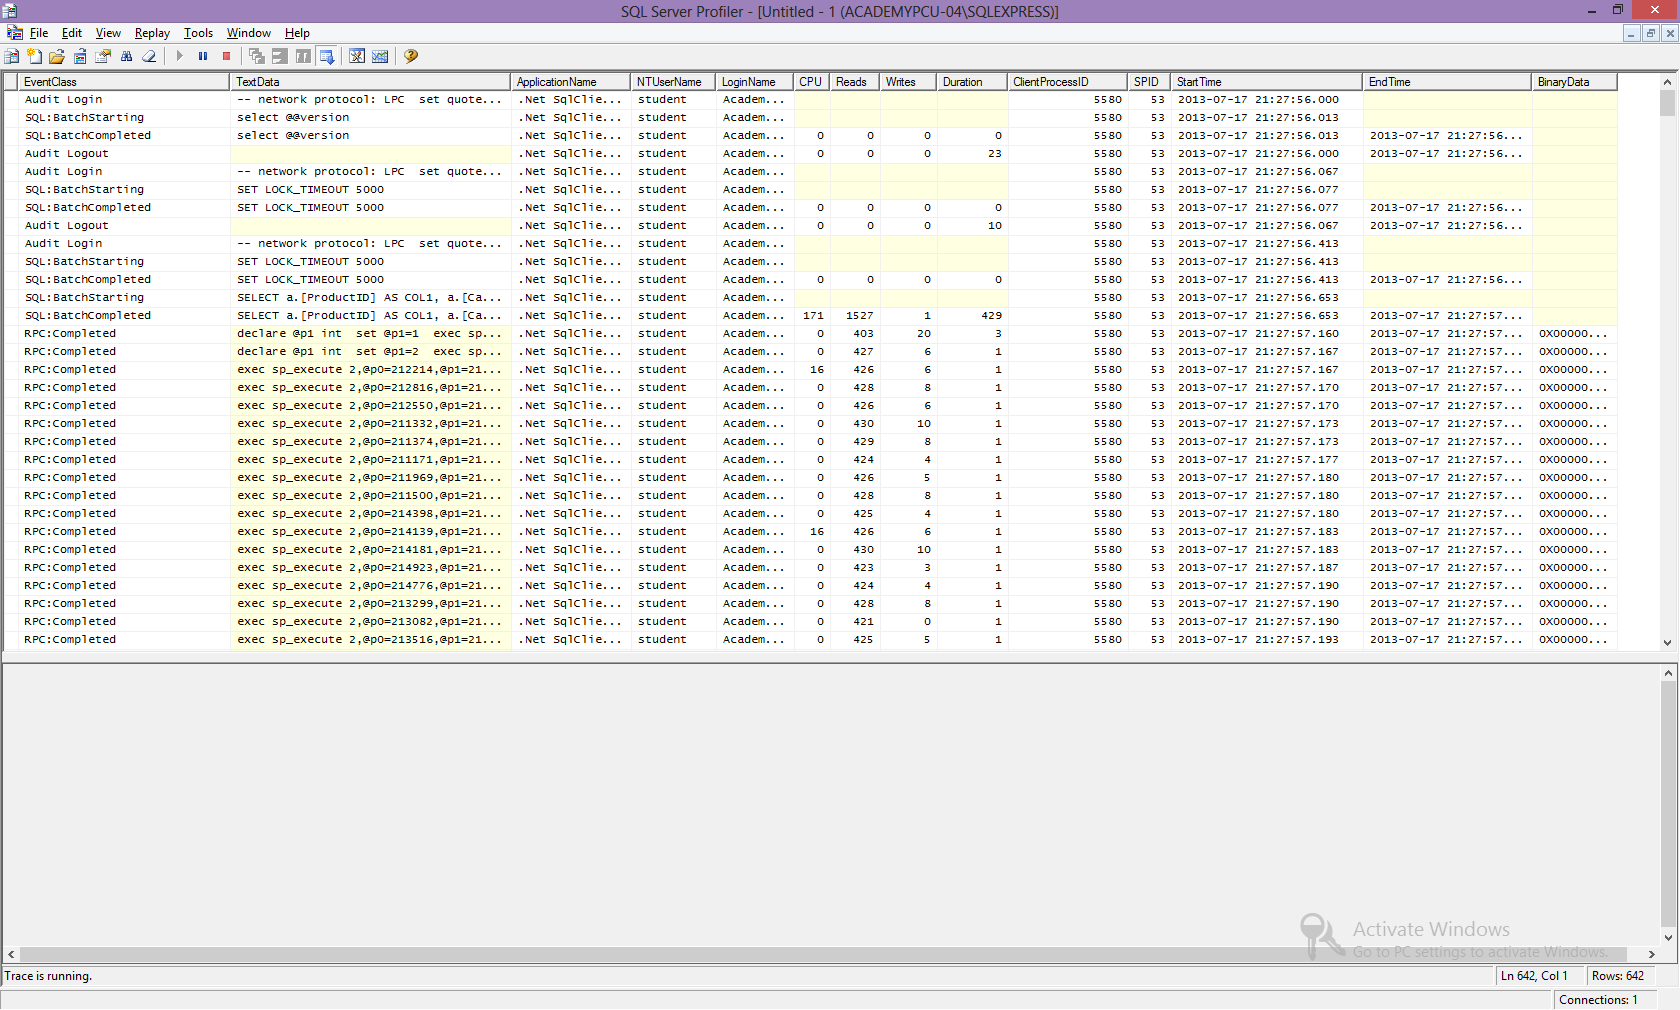 SQL Server Profiler - [Untitled - 1 (ACADEMYPCU-04\SQLEXPRESS)]
File Edit View Replay Tools Window Help
EventClass TextData ApplicationName NTUserName LoginName CPU Reads Writes Duration ClientProcessID SPID StartTime EndTime BinaryData
Audit Login -- network protocol: LPC set quote... .Net SqlClie... student Academ... 5580 53 2013-07-17 21:27:56.000
SQL:BatchStarting select @@version .Net SqlClie... student Academ... 5580 53 2013-07-17 21:27:56.013
SQL:BatchCompleted select @@version .Net SqlClie... student Academ... 0 0 0 0 5580 53 2013-07-17 21:27:56.013 2013-07-17 21:27:56...
Audit Logout .Net SqlClie... student Academ... 0 0 0 23 5580 53 2013-07-17 21:27:56.000 2013-07-17 21:27:56...
Audit Login -- network protocol: LPC set quote... .Net SqlClie... student Academ... 5580 53 2013-07-17 21:27:56.067
SQL:BatchStarting SET LOCK_TIMEOUT 5000 .Net SqlClie... student Academ... 5580 53 2013-07-17 21:27:56.077
SQL:BatchCompleted SET LOCK_TIMEOUT 5000 .Net SqlClie... student Academ... 0 0 0 0 5580 53 2013-07-17 21:27:56.077 2013-07-17 21:27:56...
Audit Logout .Net SqlClie... student Academ... 0 0 0 10 5580 53 2013-07-17 21:27:56.067 2013-07-17 21:27:56...
Audit Login -- network protocol: LPC set quote... .Net SqlClie... student Academ... 5580 53 2013-07-17 21:27:56.413
SQL:BatchStarting SET LOCK_TIMEOUT 5000 .Net SqlClie... student Academ... 5580 53 2013-07-17 21:27:56.413
SQL:BatchCompleted SET LOCK_TIMEOUT 5000 .Net SqlClie... student Academ... 0 0 0 0 5580 53 2013-07-17 21:27:56.413 2013-07-17 21:27:56...
SQL:BatchStarting SELECT a.[ProductID] AS COL1, a.[Ca... .Net SqlClie... student Academ... 5580 53 2013-07-17 21:27:56.653
SQL:BatchCompleted SELECT a.[ProductID] AS COL1, a.[Ca... .Net SqlClie... student Academ... 171 1527 1 429 5580 53 2013-07-17 21:27:56.653 2013-07-17 21:27:57...
RPC:Completed declare @p1 int set @p1=1 exec sp... .Net SqlClie... student Academ... 0 403 20 3 5580 53 2013-07-17 21:27:57.160 2013-07-17 21:27:57... 0X00000...
RPC:Completed declare @p1 int set @p1=2 exec sp... .Net SqlClie... student Academ... 0 427 6 1 5580 53 2013-07-17 21:27:57.167 2013-07-17 21:27:57... 0X00000...
RPC:Completed exec sp_execute 2,@p0=212214,@p1=21... .Net SqlClie... student Academ... 16 426 6 1 5580 53 2013-07-17 21:27:57.167 2013-07-17 21:27:57... 0X00000...
RPC:Completed exec sp_execute 2,@p0=212816,@p1=21... .Net SqlClie... student Academ... 0 428 8 1 5580 53 2013-07-17 21:27:57.170 2013-07-17 21:27:57... 0X00000...
RPC:Completed exec sp_execute 2,@p0=212550,@p1=21... .Net SqlClie... student Academ... 0 426 6 1 5580 53 2013-07-17 21:27:57.170 2013-07-17 21:27:57... 0X00000...
RPC:Completed exec sp_execute 2,@p0=211332,@p1=21... .Net SqlClie... student Academ... 0 430 10 1 5580 53 2013-07-17 21:27:57.173 2013-07-17 21:27:57... 0X00000...
RPC:Completed exec sp_execute 2,@p0=211374,@p1=21... .Net SqlClie... student Academ... 0 429 8 1 5580 53 2013-07-17 21:27:57.173 2013-07-17 21:27:57... 0X00000...
RPC:Completed exec sp_execute 2,@p0=211171,@p1=21... .Net SqlClie... student Academ... 0 424 4 1 5580 53 2013-07-17 21:27:57.177 2013-07-17 21:27:57... 0X00000...
RPC:Completed exec sp_execute 2,@p0=211969,@p1=21... .Net SqlClie... student Academ... 0 426 5 1 5580 53 2013-07-17 21:27:57.180 2013-07-17 21:27:57... 0X00000...
RPC:Completed exec sp_execute 2,@p0=211500,@p1=21... .Net SqlClie... student Academ... 0 428 8 1 5580 53 2013-07-17 21:27:57.180 2013-07-17 21:27:57... 0X00000...
RPC:Completed exec sp_execute 2,@p0=214398,@p1=21... .Net SqlClie... student Academ... 0 425 4 1 5580 53 2013-07-17 21:27:57.180 2013-07-17 21:27:57... 0X00000...
RPC:Completed exec sp_execute 2,@p0=214139,@p1=21... .Net SqlClie... student Academ... 16 426 6 1 5580 53 2013-07-17 21:27:57.183 2013-07-17 21:27:57... 0X00000...
RPC:Completed exec sp_execute 2,@p0=214181,@p1=21... .Net SqlClie... student Academ... 0 430 10 1 5580 53 2013-07-17 21:27:57.183 2013-07-17 21:27:57... 0X00000...
RPC:Completed exec sp_execute 2,@p0=214923,@p1=21... .Net SqlClie... student Academ... 0 423 3 1 5580 53 2013-07-17 21:27:57.187 2013-07-17 21:27:57... 0X00000...
RPC:Completed exec sp_execute 2,@p0=214776,@p1=21... .Net SqlClie... student Academ... 0 424 4 1 5580 53 2013-07-17 21:27:57.190 2013-07-17 21:27:57... 0X00000...
RPC:Completed exec sp_execute 2,@p0=213299,@p1=21... .Net SqlClie... student Academ... 0 428 8 1 5580 53 2013-07-17 21:27:57.190 2013-07-17 21:27:57... 0X00000...
RPC:Completed exec sp_execute 2,@p0=213082,@p1=21... .Net SqlClie... student Academ... 0 421 0 1 5580 53 2013-07-17 21:27:57.190 2013-07-17 21:27:57... 0X00000...
RPC:Completed exec sp_execute 2,@p0=213516,@p1=21... .Net SqlClie... student Academ... 0 425 5 1 5580 53 2013-07-17 21:27:57.193 2013-07-17 21:27:57... 0X00000...
Activate Windows
Go to PC settings to activate Windows.
Trace is running. Ln 642, Col 1 Rows: 642
Connections: 1